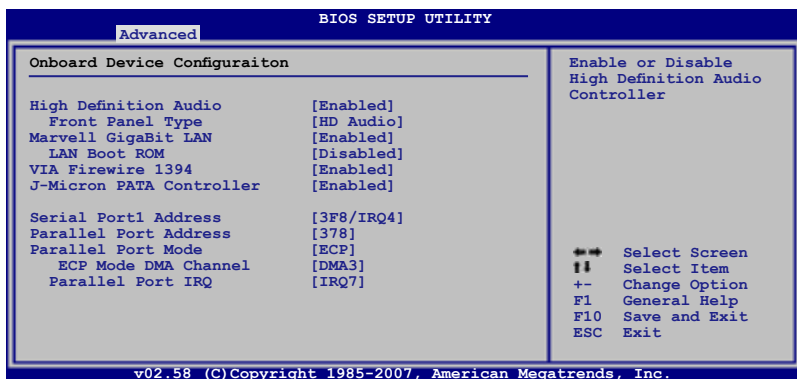 BIOS SETUP UTILITY
Advanced
Onboard Device Configuraiton
High Definition Audio [Enabled]
Front Panel Type [HD Audio]
Marvell GigaBit LAN [Enabled]
LAN Boot ROM [Disabled]
VIA Firewire 1394 [Enabled]
J-Micron PATA Controller [Enabled]
Serial Port1 Address [3F8/IRQ4]
Parallel Port Address [378]
Parallel Port Mode [ECP]
ECP Mode DMA Channel [DMA3]
Parallel Port IRQ [IRQ7]
Enable or Disable
High Definition Audio
Controller
←→ Select Screen
↑↓ Select Item
+- Change Option
F1 General Help
F10 Save and Exit
ESC Exit
v02.58 (C)Copyright 1985-2007, American Megatrends, Inc.